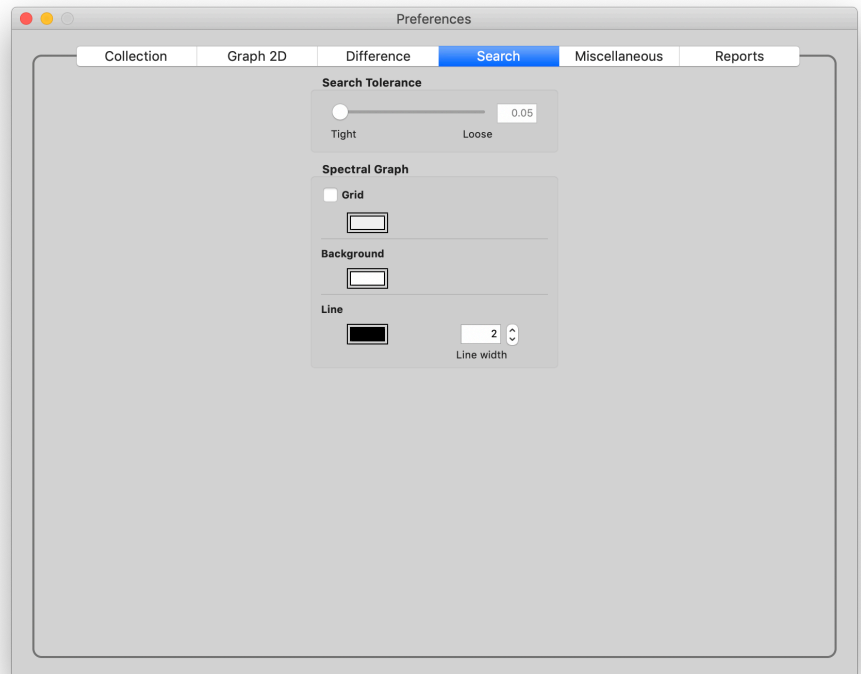 Preferences
Collection Graph 2D Difference Search Miscellaneous Reports
Search Tolerance
0.05
Tight Loose
Spectral Graph
Grid
Background
Line
2
Line width